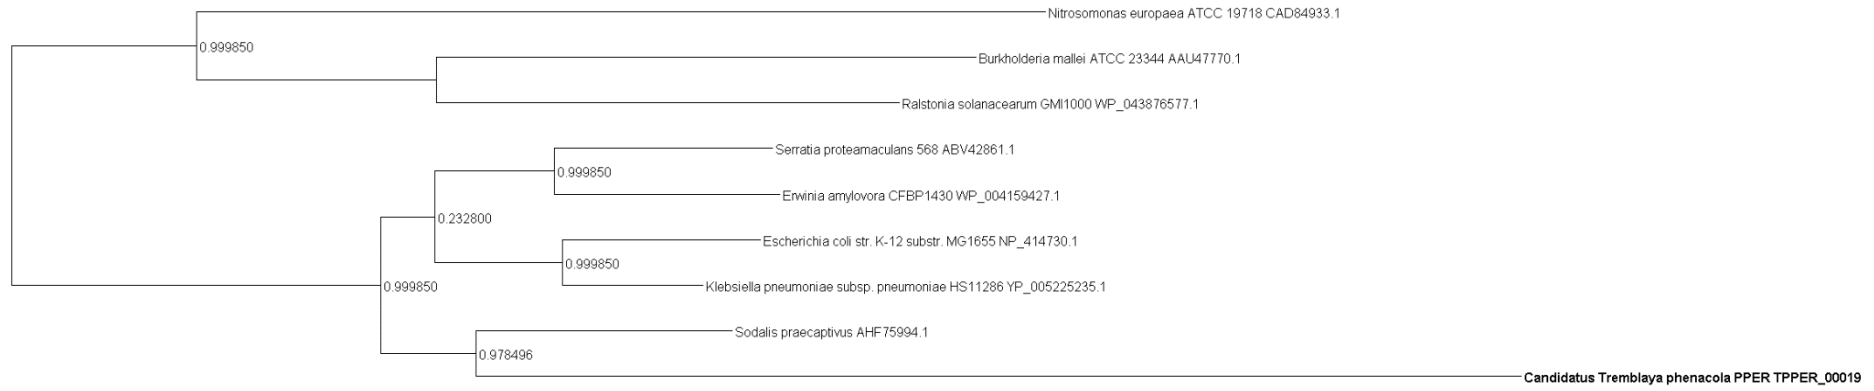 Nitrosomonas europaea ATCC 19718 CAD84933.1
0.999850
Burkholderia mallei ATCC 23344 AAU47770.1
Ralstonia solanacearum GMI1000 WP_043876577.1
Serratia proteamaculans 568 ABV42861.1
0.999850
Erwinia amylovora CFBP1430 WP_004159427.1
0.232800
Escherichia coli str. K-12 substr. MG1655 NP_414730.1
0.999850
Klebsiella pneumoniae subsp. pneumoniae HS11286 YP_005225235.1
0.999850
Sodalis praecaptivus AHF75994.1
0.978496
Candidatus Tremblaya phenacola PPER TPPER_00019